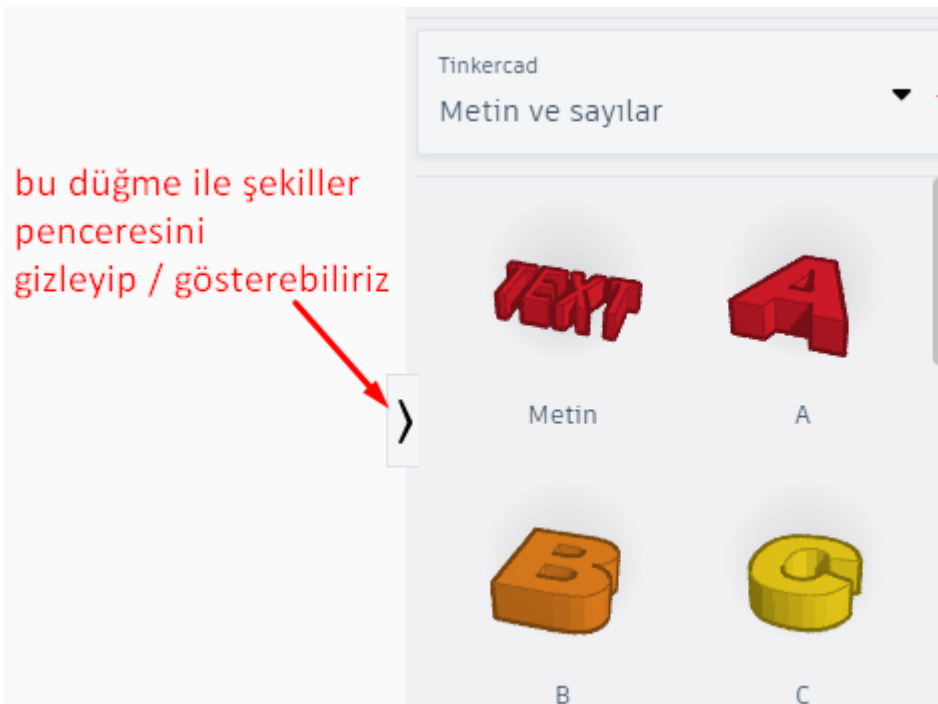 Tinkercad
Metin ve sayılar
bu düğme ile şekiller
penceresini
gizleyip / gösterebiliriz
TEXT
A
Metin
A
B
C
B
C